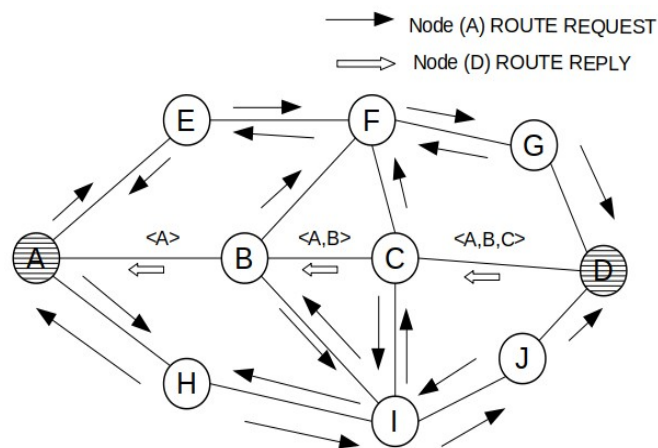 Node (A) ROUTE REQUEST
Node (D) ROUTE REPLY
E
F
G
<A>
<A,B>
<A,B,C>
A
B
C
D
J
H
I